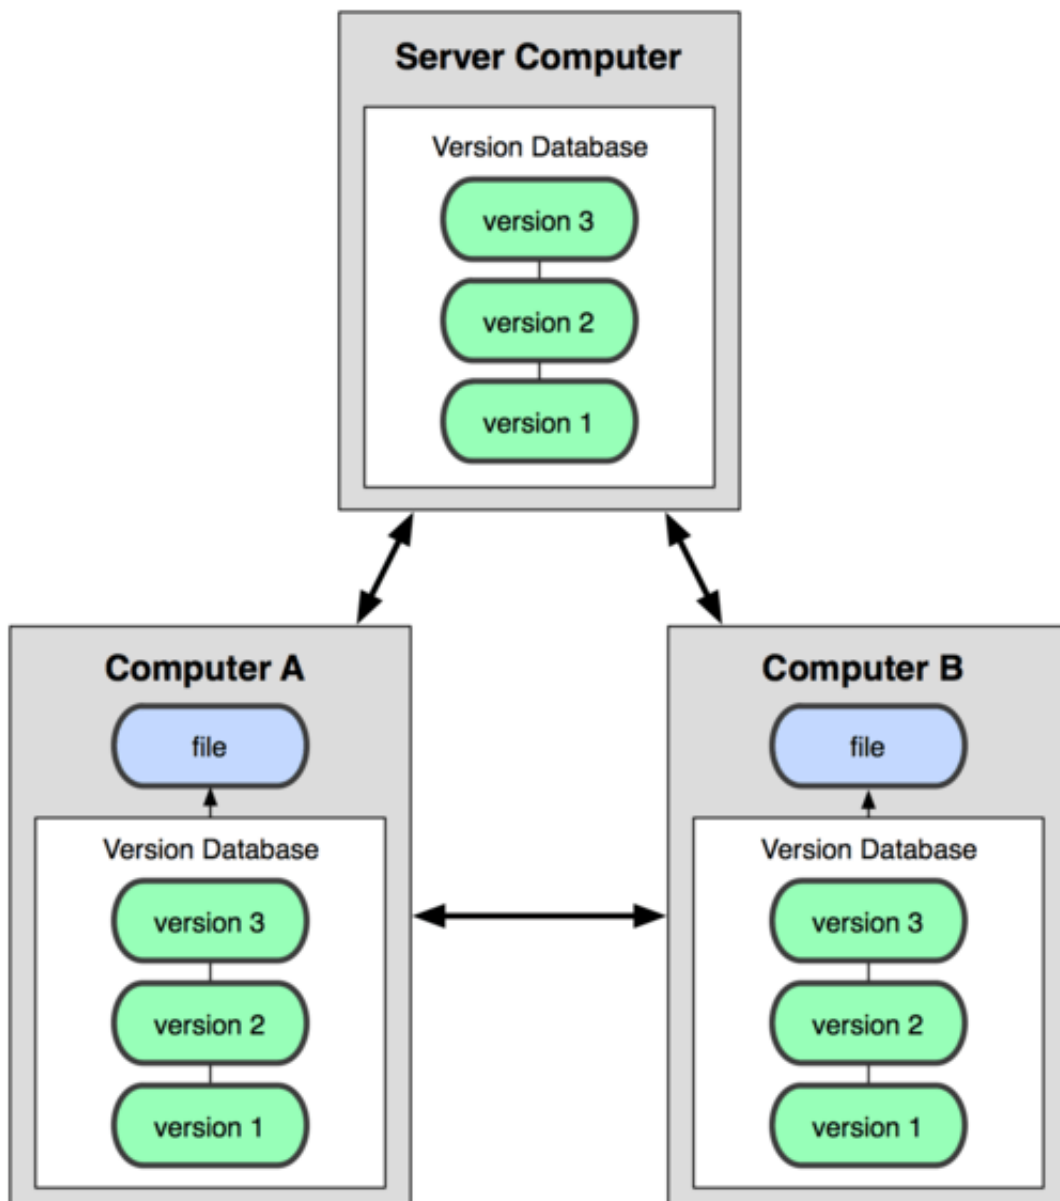 Server Computer
Version Database
version 3
version 2
version 1
Computer A
file
Version Database
version 3
version 2
version 1
Computer B
file
Version Database
version 3
version 2
version 1